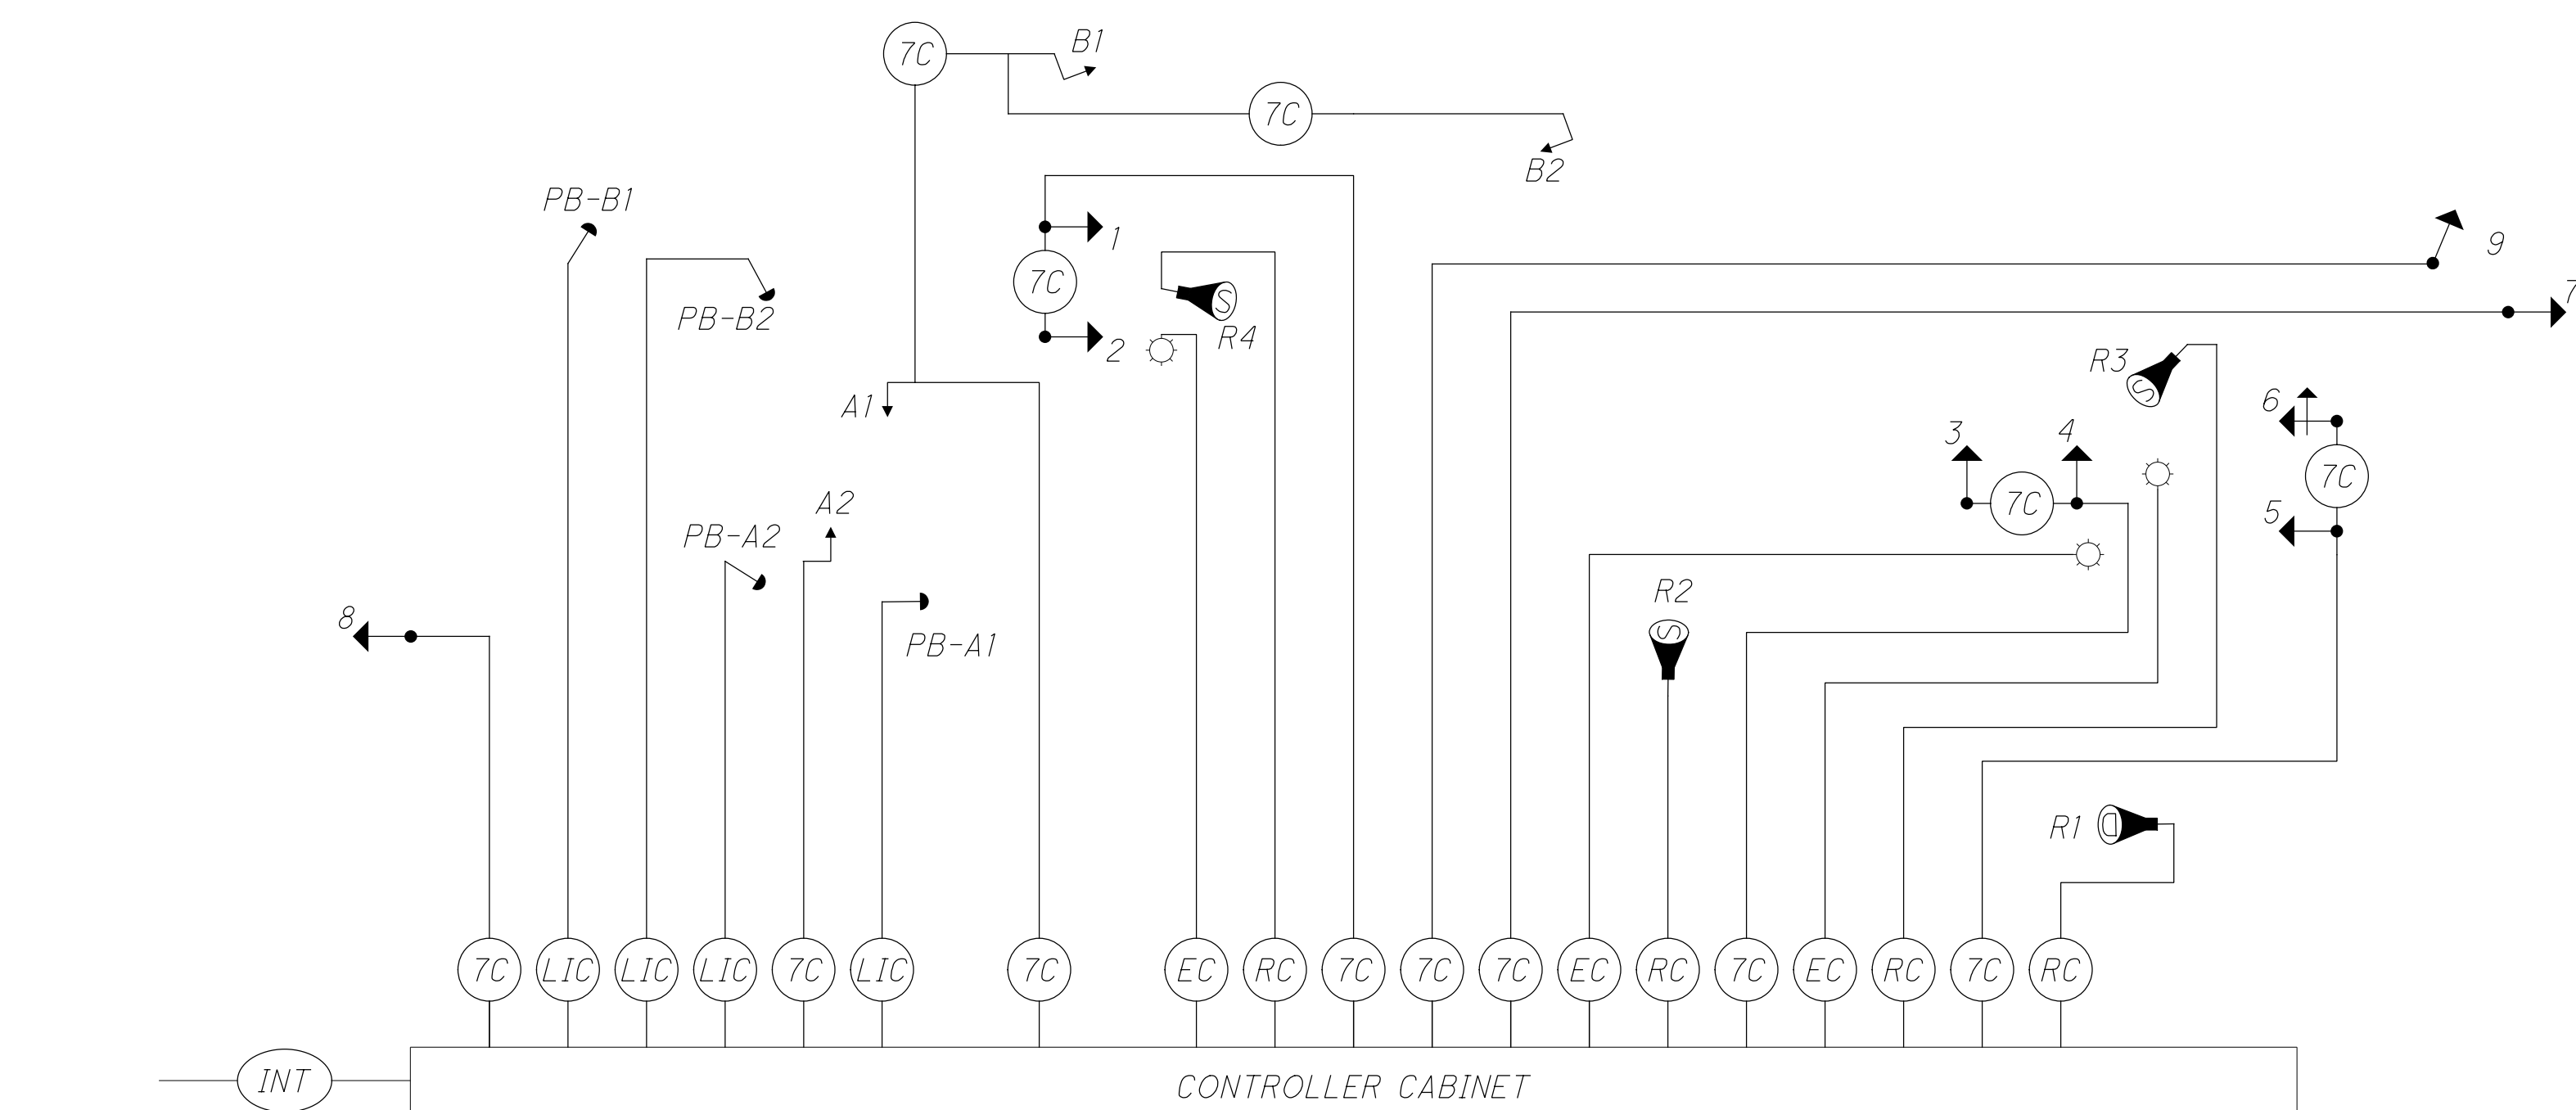 7C
B1
7C
B2
PB-B1
1
7C
9
7
PB-B2
2
R4
R3
A1
6
3
4
7C
7C
A2
PB-A2
5
R2
8
PB-A1
R1
7C LIC LIC LIC 7C LIC 7C EC RC 7C 7C 7C EC RC 7C EC RC 7C RC
INT
CONTROLLER CABINET
S
S
S
D